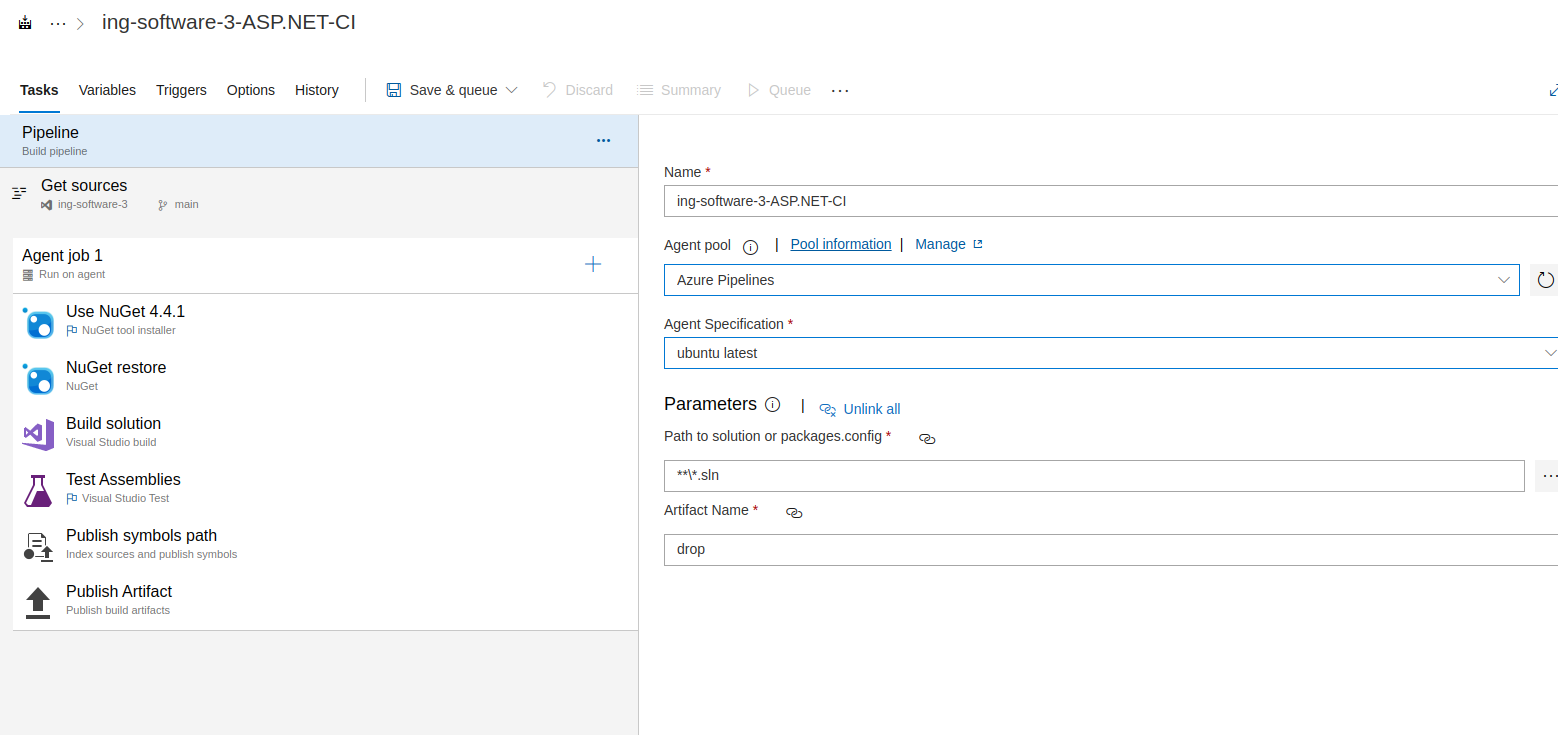 ··· > ing-software-3-ASP.NET-CI
Tasks Variables Triggers Options History Save & queue Discard Summary Queue ···
Pipeline
Build pipeline
Get sources
ing-software-3 main
Agent job 1
Run on agent
Use NuGet 4.4.1
NuGet tool installer
NuGet restore
NuGet
Build solution
Visual Studio build
Test Assemblies
Visual Studio Test
Publish symbols path
Index sources and publish symbols
Publish Artifact
Publish build artifacts
Name *
ing-software-3-ASP.NET-CI
Agent pool | Pool information | Manage
Azure Pipelines
Agent Specification *
ubuntu latest
Parameters | Unlink all
Path to solution or packages.config *
**\*.sln
Artifact Name *
drop